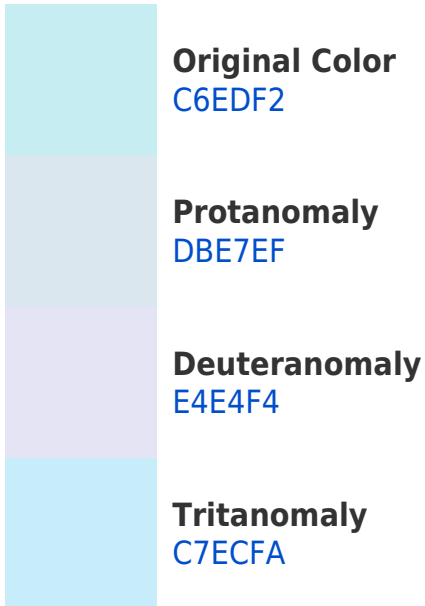 Original Color
C6EDF2
Protanomaly
DBE7EF
Deuteranomaly
E4E4F4
Tritanomaly
C7ECFA